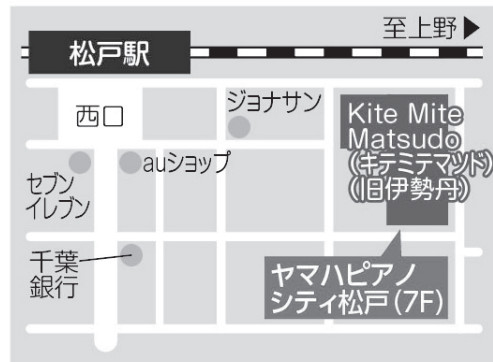 至上野▶
松戸駅
西口
ジョナサン
Kite Mite
Matsudo
(キテミテマツド)
(旧伊勢丹)
auショップ
セブン
イレブン
千葉
銀行
ヤマハピアノ
シティ松戸(7F)